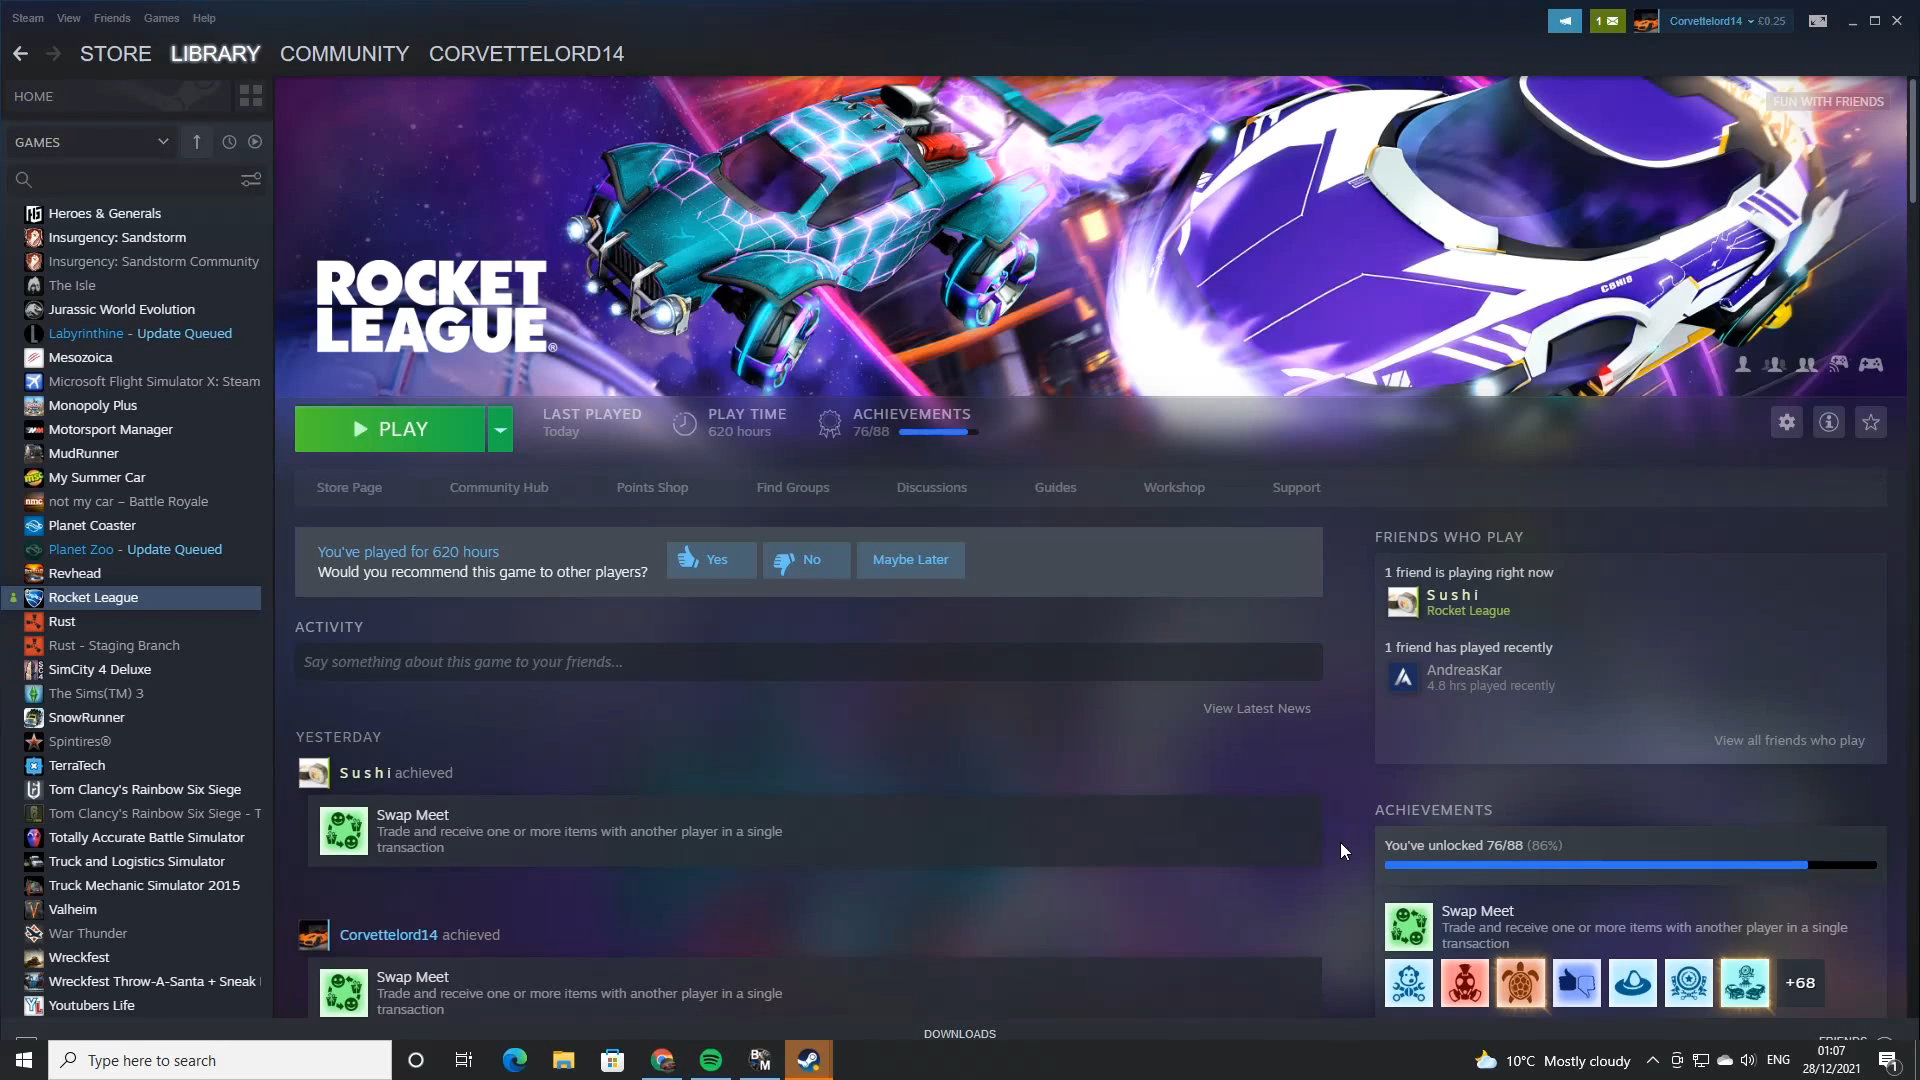 Steam View Friends Games Help
1
Corvettelord14 £0.25
STORE LIBRARY COMMUNITY CORVETTELORD14
HOME
GAMES
Heroes & Generals
Insurgency: Sandstorm
Insurgency: Sandstorm Community
The Isle
Jurassic World Evolution
Labyrinthine - Update Queued
Mesozoica
Microsoft Flight Simulator X: Steam
Monopoly Plus
Motorsport Manager
MudRunner
My Summer Car
not my car – Battle Royale
Planet Coaster
Planet Zoo - Update Queued
Revhead
Rocket League
Rust
Rust - Staging Branch
SimCity 4 Deluxe
The Sims(TM) 3
SnowRunner
Spintires®
TerraTech
Tom Clancy's Rainbow Six Siege
Tom Clancy's Rainbow Six Siege - T
Totally Accurate Battle Simulator
Truck and Logistics Simulator
Truck Mechanic Simulator 2015
Valheim
War Thunder
Wreckfest
Wreckfest Throw-A-Santa + Sneak
Youtubers Life
FUN WITH FRIENDS
ROCKET
LEAGUE®
PLAY
LAST PLAYED
Today
PLAY TIME
620 hours
ACHIEVEMENTS
76/88
Store Page Community Hub Points Shop Find Groups Discussions Guides Workshop Support
You've played for 620 hours
Would you recommend this game to other players?
Yes No Maybe Later
ACTIVITY
Say something about this game to your friends...
View Latest News
YESTERDAY
Sushi achieved
Swap Meet
Trade and receive one or more items with another player in a single
transaction
Corvettelord14 achieved
Swap Meet
Trade and receive one or more items with another player in a single
transaction
FRIENDS WHO PLAY
1 friend is playing right now
Sushi
Rocket League
1 friend has played recently
AndreasKar
4.8 hrs played recently
View all friends who play
ACHIEVEMENTS
You've unlocked 76/88 (86%)
Swap Meet
Trade and receive one or more items with another player in a single
transaction
+68
DOWNLOADS
Type here to search
10°C Mostly cloudy
ENG
01:07
28/12/2021
1